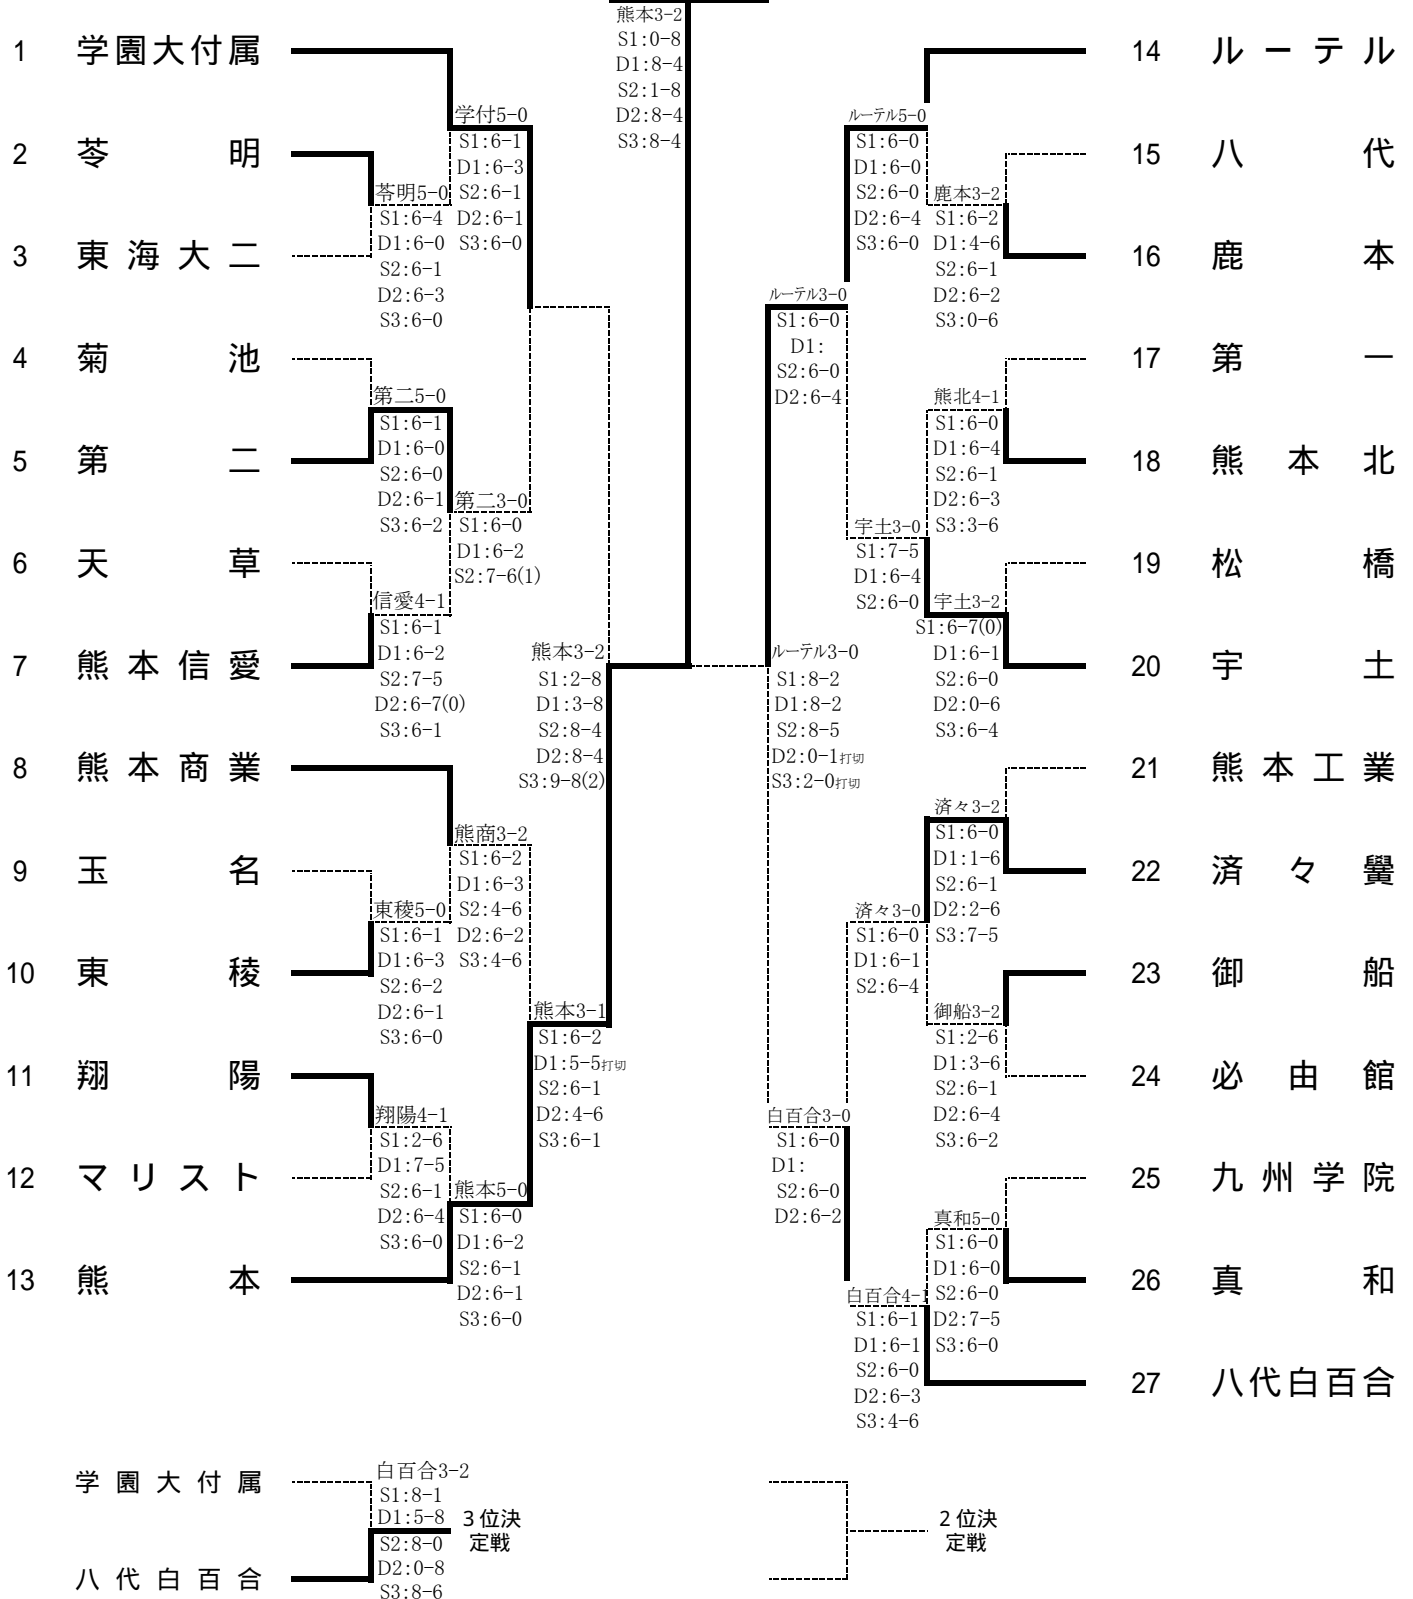 熊本3-2
S1:0-8
D1:8-4
S2:1-8
D2:8-4
S3:8-4
1 学園大付属
2 苓明
3 東海大二
4 菊池
5 第二
6 天草
7 熊本信愛
8 熊本商業
9 玉名
10 東稜
11 翔陽
12 マリスト
13 熊本
苓明5-0
S1:6-4
D1:6-0
S2:6-1
D2:6-3
S3:6-0
第二5-0
S1:6-1
D1:6-0
S2:6-0
D2:6-1
S3:6-2
信愛4-1
S1:6-1
D1:6-2
S2:7-5
D2:6-7(0)
S3:6-1
東稜5-0
S1:6-1
D1:6-3
S2:6-2
D2:6-1
S3:6-0
翔陽4-1
S1:2-6
D1:7-5
S2:6-1
D2:6-4
S3:6-0
学付5-0
S1:6-1
D1:6-3
S2:6-1
D2:6-1
S3:6-0
第二3-0
S1:6-0
D1:6-2
S2:7-6(1)
熊商3-2
S1:6-2
D1:6-3
S2:4-6
D2:6-2
S3:4-6
熊本5-0
S1:6-0
D1:6-2
S2:6-1
D2:6-1
S3:6-0
熊本3-1
S1:6-2
D1:5-5打切
S2:6-1
D2:4-6
S3:6-1
熊本3-2
S1:2-8
D1:3-8
S2:8-4
D2:8-4
S3:9-8(2)
ルーテル3-0
S1:8-2
D1:8-2
S2:8-5
D2:0-1打切
S3:2-0打切
ルーテル3-0
S1:6-0
D1:
S2:6-0
D2:6-4
白百合3-0
S1:6-0
D1:
S2:6-0
D2:6-2
ルーテル5-0
S1:6-0
D1:6-0
S2:6-0
D2:6-4
S3:6-0
宇土3-0
S1:7-5
D1:6-4
S2:6-0
済々3-0
S1:6-0
D1:6-1
S2:6-4
白百合4-1
S1:6-1
D1:6-1
S2:6-0
D2:6-3
S3:4-6
鹿本3-2
S1:6-2
D1:4-6
S2:6-1
D2:6-2
S3:0-6
熊北4-1
S1:6-0
D1:6-4
S2:6-1
D2:6-3
S3:3-6
宇土3-2
S1:6-7(0)
D1:6-1
S2:6-0
D2:0-6
S3:6-4
済々3-2
S1:6-0
D1:1-6
S2:6-1
D2:2-6
S3:7-5
御船3-2
S1:2-6
D1:3-6
S2:6-1
D2:6-4
S3:6-2
真和5-0
S1:6-0
D1:6-0
S2:6-0
D2:7-5
S3:6-0
14 ルーテル
15 八代
16 鹿本
17 第一
18 熊本北
19 松橋
20 宇土
21 熊本工業
22 済々黌
23 御船
24 必由館
25 九州学院
26 真和
27 八代白百合
学園大付属
八代白百合
白百合3-2
S1:8-1
D1:5-8
S2:8-0
D2:0-8
S3:8-6
3位決
定戦
2位決
定戦